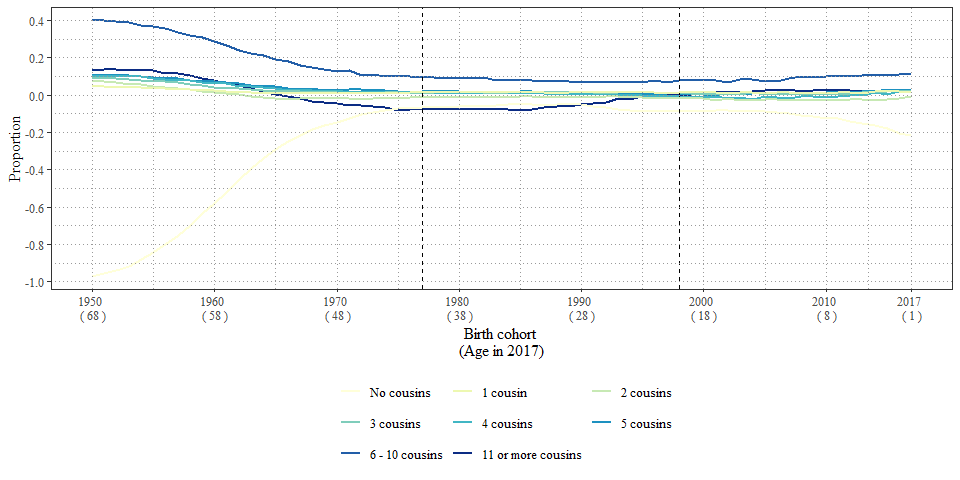 0.4
0.2
0.0
-0.2
-0.4
-0.6
-0.8
-1.0
Proportion
1950 1960 1970 1980 1990 2000 2010 2017
( 68 ) ( 58 ) ( 48 ) ( 38 ) ( 28 ) ( 18 ) ( 8 ) ( 1 )
Birth cohort
(Age in 2017)
No cousins 1 cousin 2 cousins
3 cousins 4 cousins 5 cousins
6 - 10 cousins 11 or more cousins